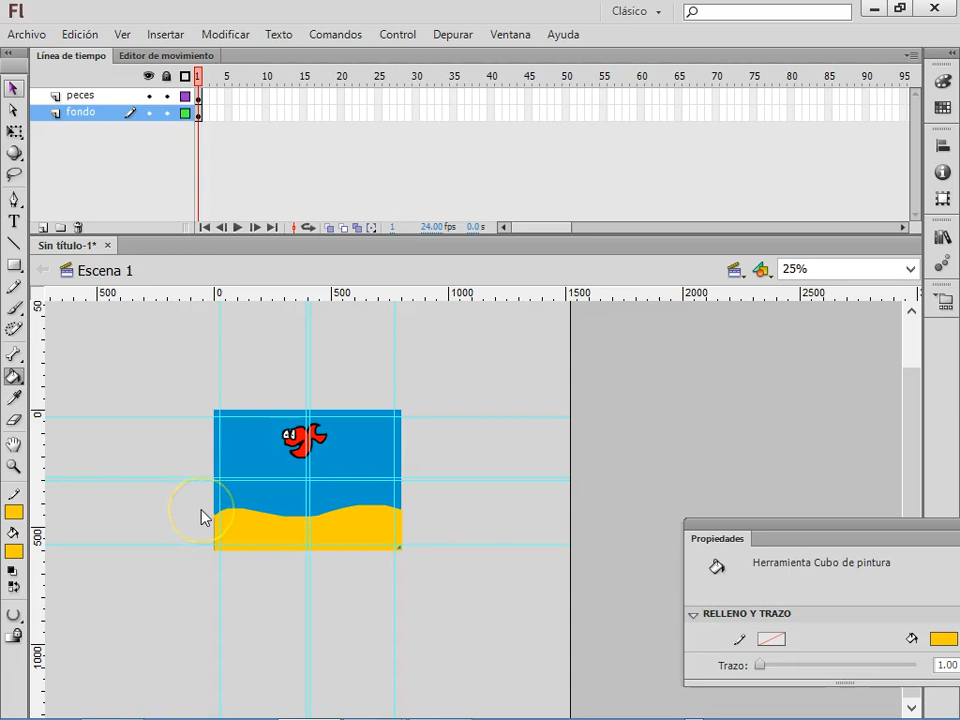 Fl
Clásico
Archivo Edición Ver Insertar Modificar Texto Comandos Control Depurar Ventana Ayuda
Línea de tiempo Editor de movimiento
1 5 10 15 20 25 30 35 40 45 50 55 60 65 70 75 80 85 90 95
peces
fondo
1 24.00 fps 0.0 s
Sin título-1*
Escena 1
25%
500 0 500 1000 1500 2000 2500
50
0
500
1000
Propiedades
Herramienta Cubo de pintura
RELLENO Y TRAZO
Trazo: 1.00